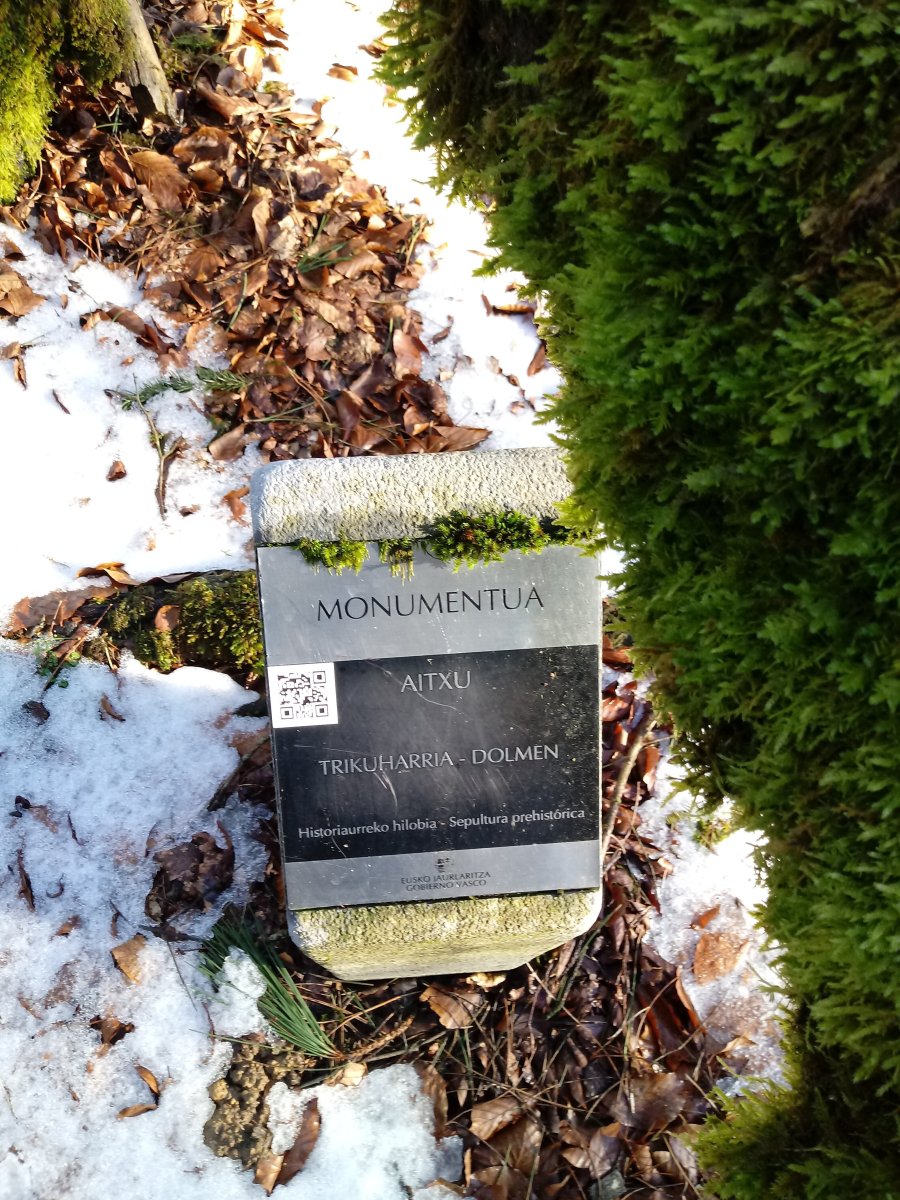 MONUMENTUA
AITXU
TRIKUHARRIA - DOLMEN
Historiaurreko hilobia - Sepultura prehistórica
EUSKO JAURLARITZA
GOBIERNO VASCO